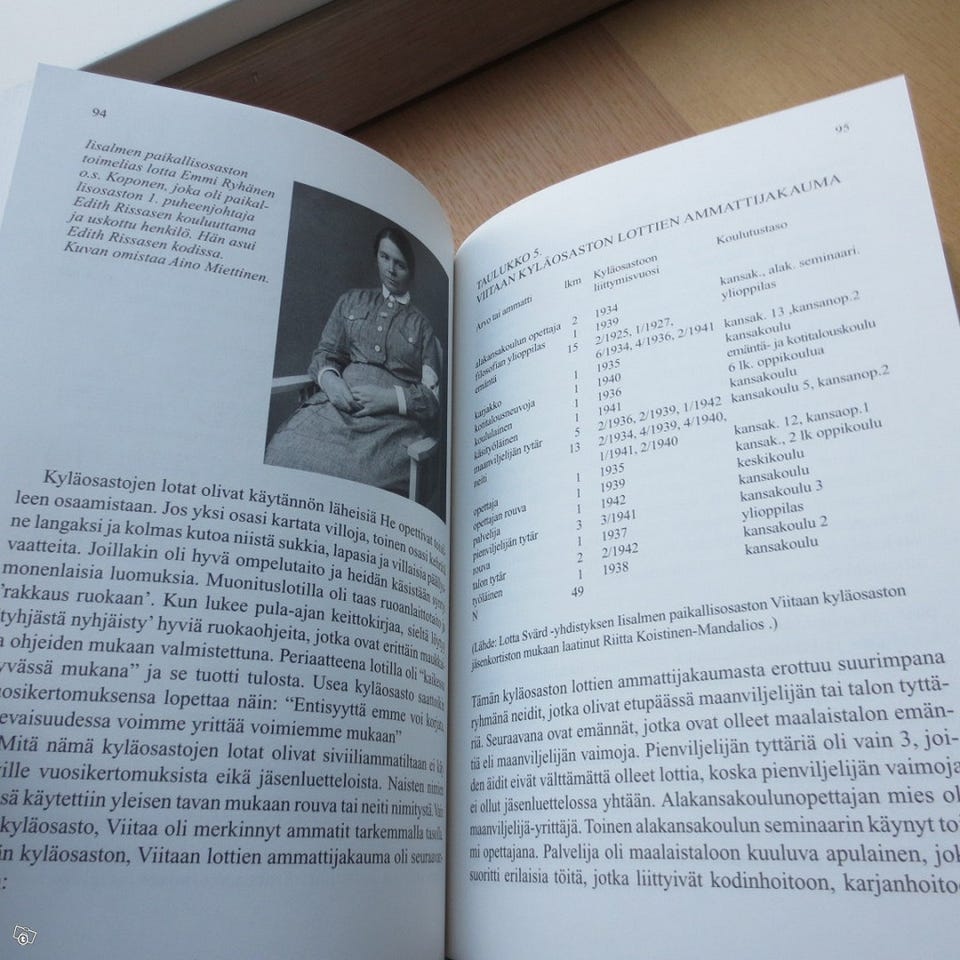 94
Iisalmen paikallisosaston
toimelias lotta Emmi Ryhänen
o.s. Koponen, joka oli paikal-
lisosaston 1. puheenjohtaja
Edith Rissasen kouluuttama
ja uskottu henkilö. Hän asui
Edith Rissasen kodissa.
Kuvan omistaa Aino Miettinen.
Kyläosastojen lotat olivat käytännön läheisiä He opettivat
leen osaamistaan. Jos yksi osasi kartata villoja, toinen osasi
ne langaksi ja kolmas kutoa niistä sukkia, lapasia ja villaisia
vaatteita. Joillakin oli hyvä ompelutaito ja heidän käsistään
monenlaisia luomuksia. Muonituslotilla oli taas ruoanlaittotaito
’rakkaus ruokaan’. Kun lukee pula-ajan keittokirjaa, sieltä
tyhjästä nyhjäisty’ hyviä ruokaohjeita, jotka ovat erittäin
ohjeiden mukaan valmistettuna. Periaatteena lotilla oli “kaikessa
mukana” ja se tuotti tulosta. Usea kyläosasto
lopettaa näin: “Entisyyttä emme voi korjata,
voimme yrittää voimiemme mukaan”
Mitä nämä kyläosastojen lotat olivat siviiliammatiltaan ei
vuosikertomuksista eikä jäsenluetteloista. Naisten
käytettiin yleisen tavan mukaan rouva tai neiti nimitystä.
kyläosasto, Viitaa oli merkinnyt ammatit tarkemmalla
kyläosaston, Viitaan lottien ammattijakauma oli
95
TAULUKKO 5.
VIITAAN KYLÄOSASTON LOTTIEN AMMATTIJAKAUMA
Arvo tai ammatti lkm Kyläosastoon liittymisvuosi Koulutustaso
alakansakoulun opettaja 2 1934 kansak., alak. seminaari.
filosofian ylioppilas 1 1939 ylioppilas
emäntä 15 2/1925, 1/1927, kansak. 13 ,kansanop.2
6/1934, 4/1936, 2/1941
karjakko 1 1935 kansakoulu
kotitalousneuvoja 1 1940 emäntä- ja kotitalouskoulu
koululainen 1 1936 6 lk. oppikoulua
käsityöläinen 1 1941 kansakoulu
maanviljelijän tytär 5 2/1936, 2/1939, 1/1942 kansakoulu 5, kansanop.2
neiti 13 2/1934, 4/1939, 4/1940, kansak. 12, kansaop.1
1/1941, 2/1940
opettaja 1 1935 kansak., 2 lk oppikoulu
opettajan rouva 1 1939 keskikoulu
palvelija 1 1942 kansakoulu
pienviljelijän tytär 3 3/1941 kansakoulu 3
rouva 1 1937 ylioppilas
talon tytär 2 2/1942 kansakoulu 2
työläinen 1 1938 kansakoulu
N 49
(Lähde: Lotta Svärd -yhdistyksen Iisalmen paikallisosaston Viitaan kyläosaston
jäsenkortiston mukaan laatinut Riitta Koistinen-Mandalios .)
Tämän kyläosaston lottien ammattijakaumasta erottuu suurimpana
ryhmänä neidit, jotka olivat etupäässä maanviljelijän tai talon tyttä-
riä. Seuraavana ovat emännät, jotka ovat olleet maalaistalon emän-
tiä eli maanviljelijän vaimoja. Pienviljelijän tyttäriä oli vain 3, joi-
den äidit eivät välttämättä olleet lottia, koska pienviljelijän vaimoja
ei ollut jäsenluettelossa yhtään. Alakansakoulunopettajan mies
maanviljelijä-yrittäjä. Toinen alakansakoulun seminaarin käynyt toi-
mi opettajana. Palvelija oli maalaistaloon kuuluva apulainen,
suoritti erilaisia töitä, jotka liittyivät kodinhoitoon,